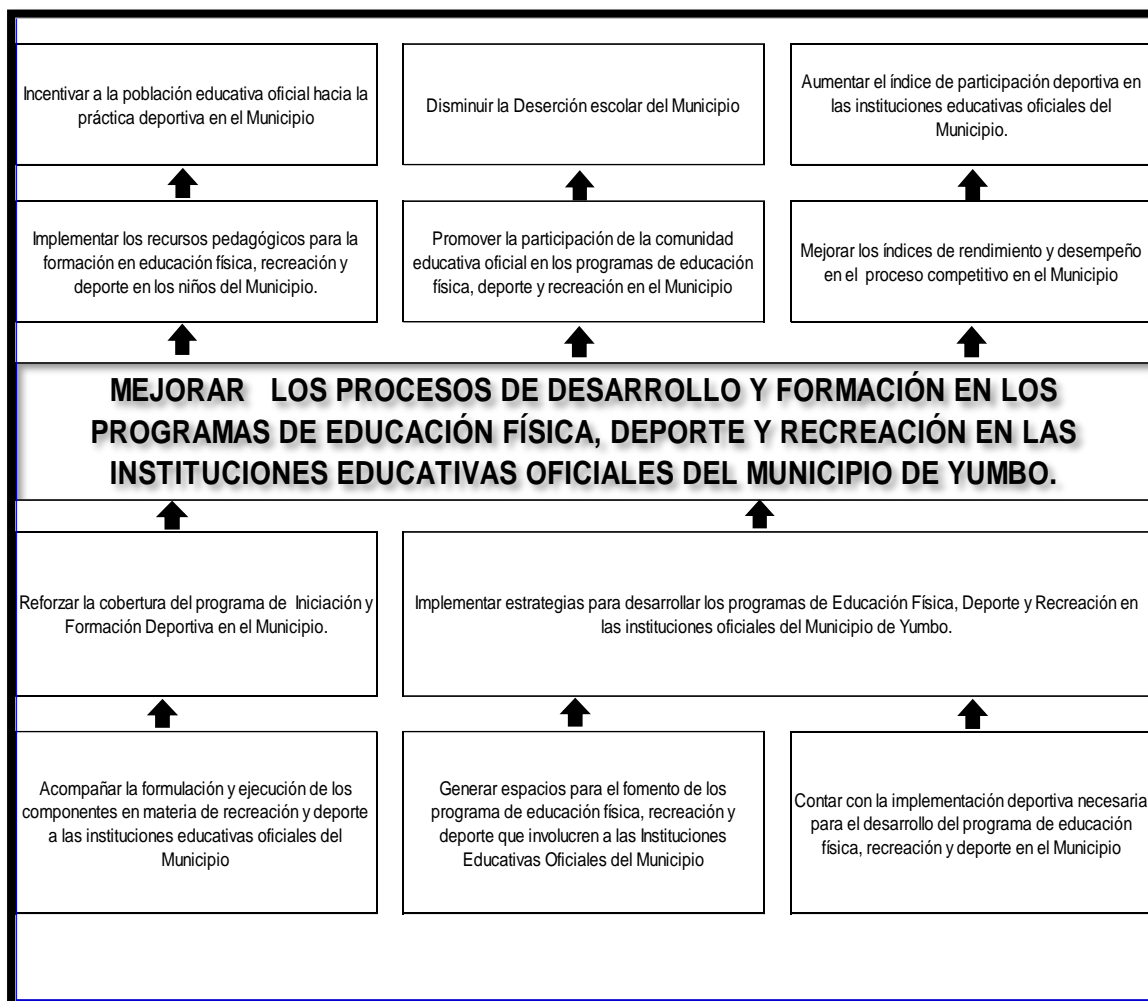 Incentivar a la población educativa oficial hacia la
práctica deportiva en el Municipio
Disminuir la Deserción escolar del Municipio
Aumentar el índice de participación deportiva en
las instituciones educativas oficiales del
Municipio.
Implementar los recursos pedagógicos para la
formación en educación física, recreación y
deporte en los niños del Municipio.
Promover la participación de la comunidad
educativa oficial en los programas de educación
física, deporte y recreación en el Municipio
Mejorar los índices de rendimiento y desempeño
en el proceso competitivo en el Municipio
MEJORAR LOS PROCESOS DE DESARROLLO Y FORMACIÓN EN LOS
PROGRAMAS DE EDUCACIÓN FÍSICA, DEPORTE Y RECREACIÓN EN LAS
INSTITUCIONES EDUCATIVAS OFICIALES DEL MUNICIPIO DE YUMBO.
Reforzar la cobertura del programa de Iniciación y
Formación Deportiva en el Municipio.
Implementar estrategias para desarrollar los programas de Educación Física, Deporte y Recreación en
las instituciones oficiales del Municipio de Yumbo.
Acompañar la formulación y ejecución de los
componentes en materia de recreación y deporte
a las instituciones educativas oficiales del
Municipio
Generar espacios para el fomento de los
programa de educación física, recreación y
deporte que involucren a las Instituciones
Educativas Oficiales del Municipio
Contar con la implementación deportiva necesaria
para el desarrollo del programa de educación
física, recreación y deporte en el Municipio